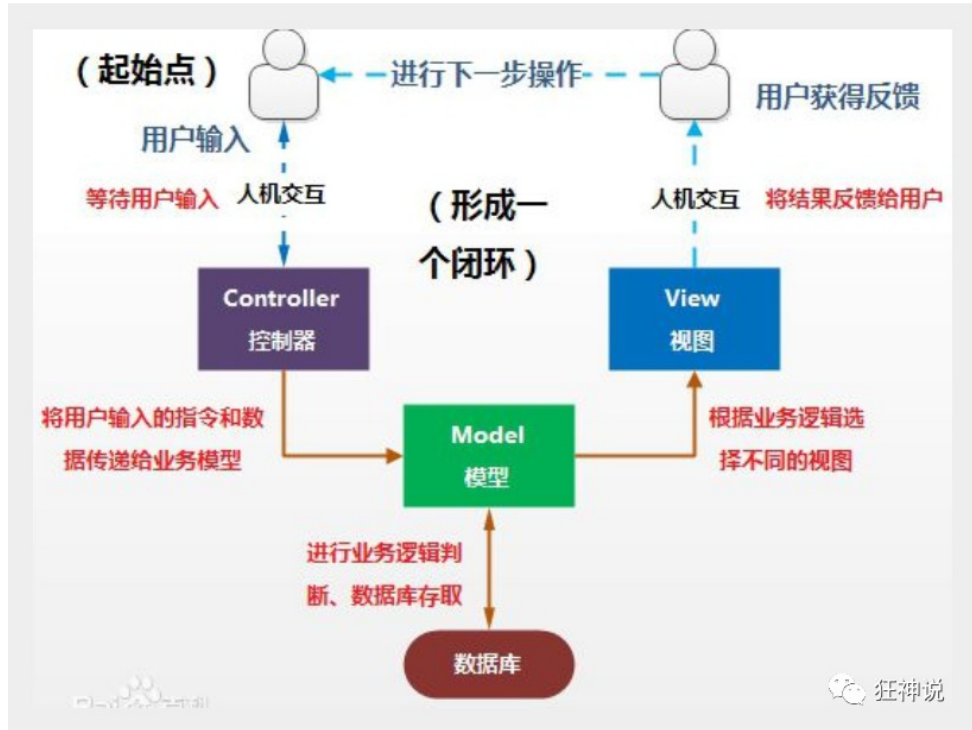 （起始点）
进行下一步操作
用户获得反馈
用户输入
等待用户输入
人机交互
（形成一
个闭环）
人机交互
将结果反馈给用户
Controller
控制器
View
视图
将用户输入的指令和数
据传递给业务模型
Model
模型
根据业务逻辑选
择不同的视图
进行业务逻辑判
断、数据库存取
数据库
狂神说